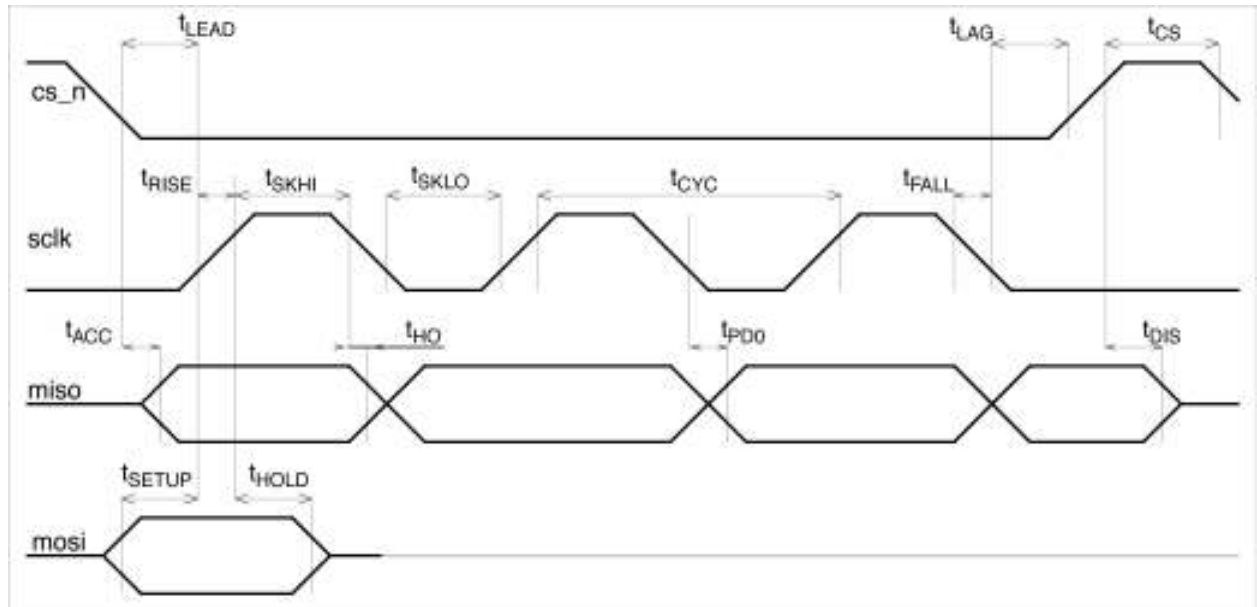 tLEAD tLAG tCS
cs_n
tRISE tSKHI tSKLO tCYC tFALL
sclk
tACC tHO tPD0 tDIS
miso
tSETUP tHOLD
mosi